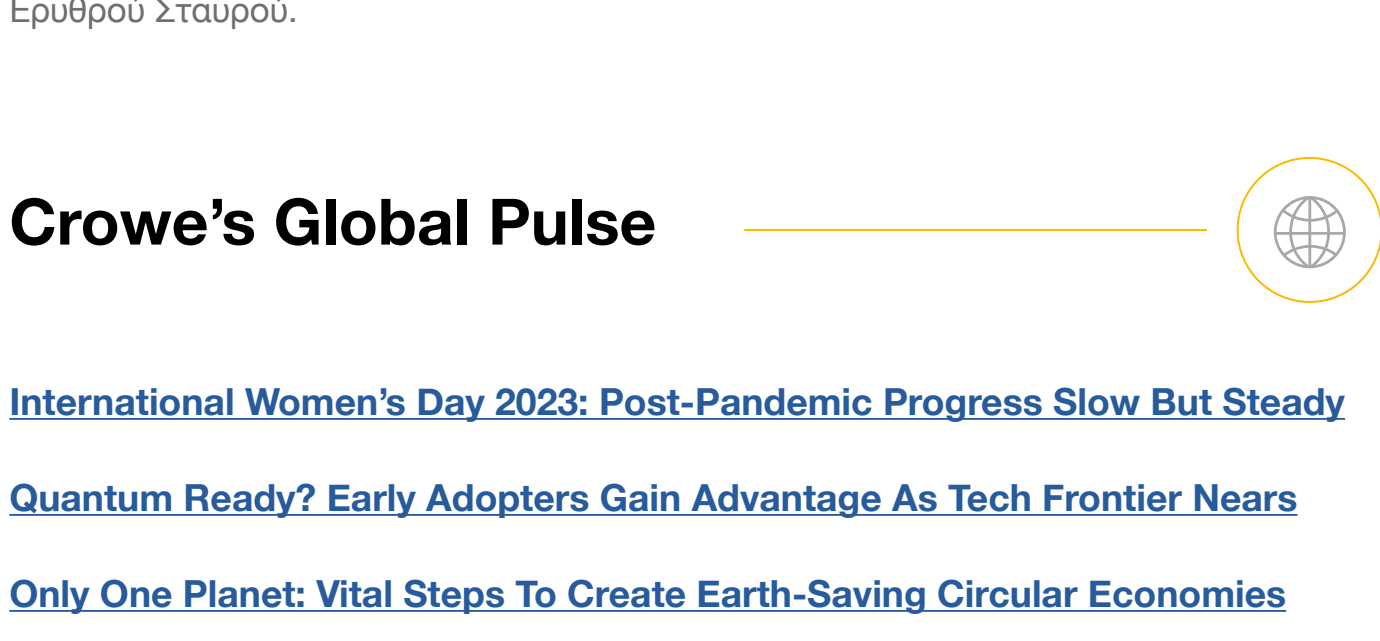 Ερυθρού Σταυρού.
Crowe’s Global Pulse
International Women’s Day 2023: Post-Pandemic Progress Slow But Steady
Quantum Ready? Early Adopters Gain Advantage As Tech Frontier Nears
Only One Planet: Vital Steps To Create Earth-Saving Circular Economies